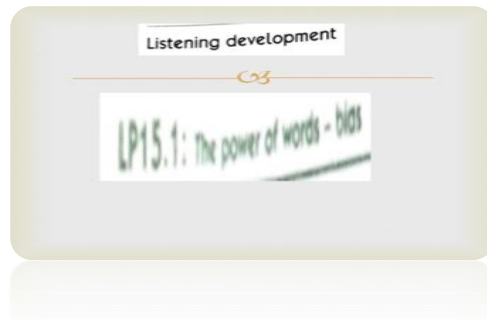 Listening development
LP15.1: The power of words - bias